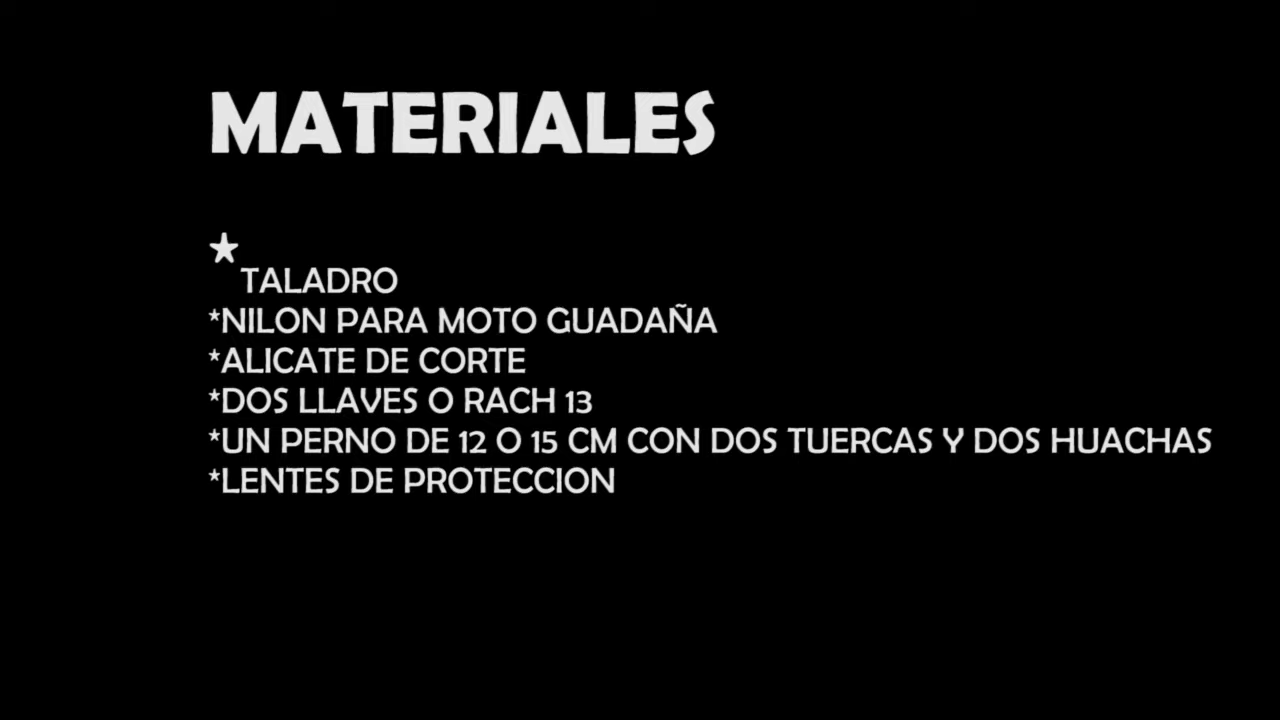 MATERIALES
*
TALADRO
*NILON PARA MOTO GUADAÑA
*ALICATE DE CORTE
*DOS LLAVES O RACH 13
*UN PERNO DE 12 O 15 CM CON DOS TUERCAS Y DOS HUACHAS
*LENTES DE PROTECCION